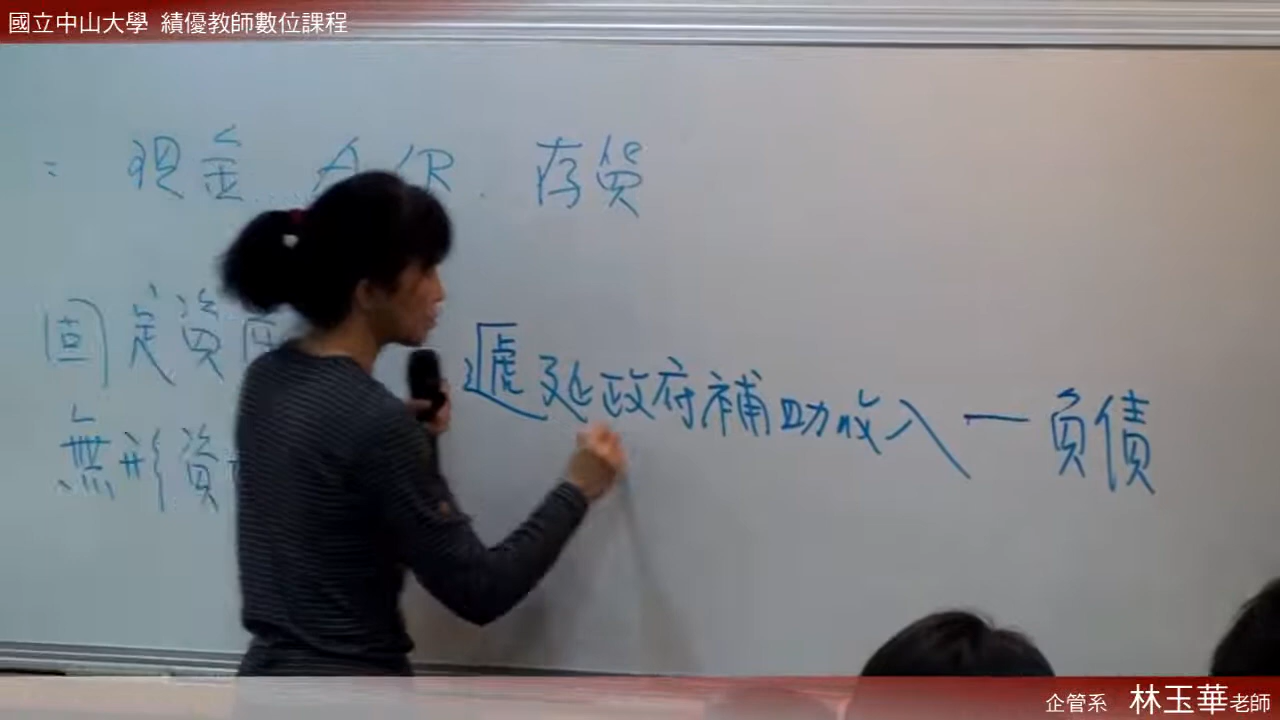 國立中山大學 績優教師數位課程
: 現金... A/R. 存貨
固定資產
遞延政府補助收入—負債
無形資
企管系 林玉華老師